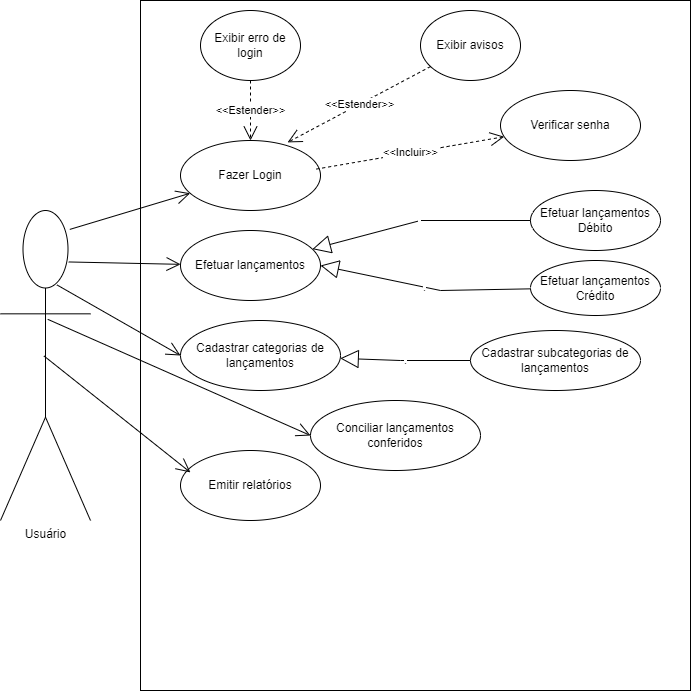 Exibir erro de
login
Exibir avisos
<<Estender>>
<<Estender>>
Verificar senha
<<Incluir>>
Fazer Login
Efetuar lançamentos
Débito
Efetuar lançamentos
Efetuar lançamentos
Crédito
Cadastrar categorias de
lançamentos
Cadastrar subcategorias de
lançamentos
Conciliar lançamentos
conferidos
Emitir relatórios
Usuário